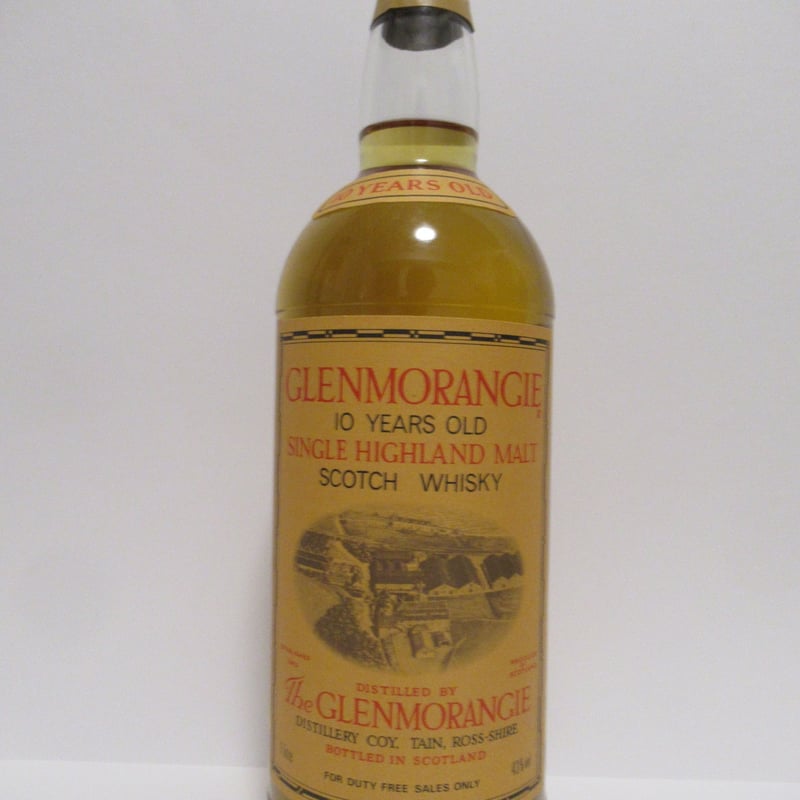 10 YEARS OLD
GLENMORANGIE
10 YEARS OLD
SINGLE HIGHLAND MALT
SCOTCH WHISKY
DISTILLED BY
The GLENMORANGIE
DISTILLERY COY, TAIN, ROSS-SHIRE
BOTTLED IN SCOTLAND
FOR DUTY FREE SALES ONLY